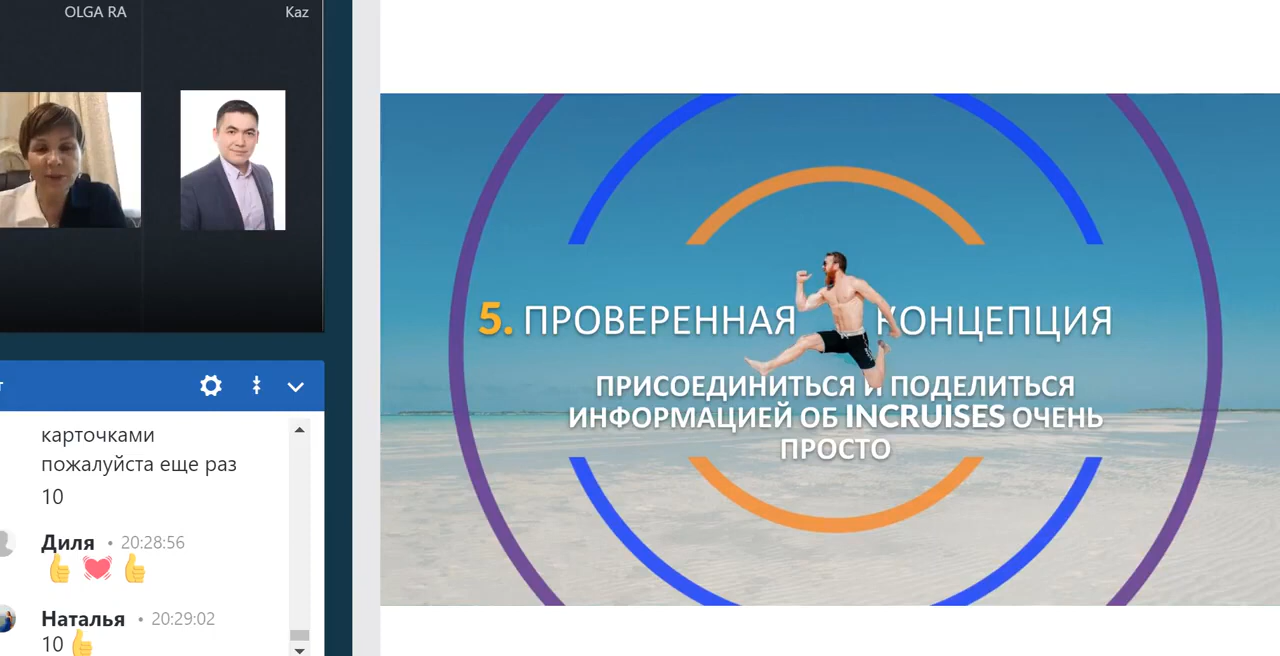 OLGA RA
Kaz
карточками
пожалуйста еще раз
10
Диля • 20:28:56
👍 💓 👍
Наталья • 20:29:02
10 👍
5. ПРОВЕРЕННАЯ КОНЦЕПЦИЯ
ПРИСОЕДИНИТЬСЯ И ПОДЕЛИТЬСЯ
ИНФОРМАЦИЕЙ ОБ INCRUISES ОЧЕНЬ
ПРОСТО